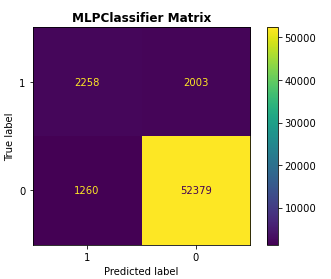 MLPClassifier Matrix
50000
1 2258 2003
40000
True label
30000
20000
0 1260 52379
10000
1 0
Predicted label